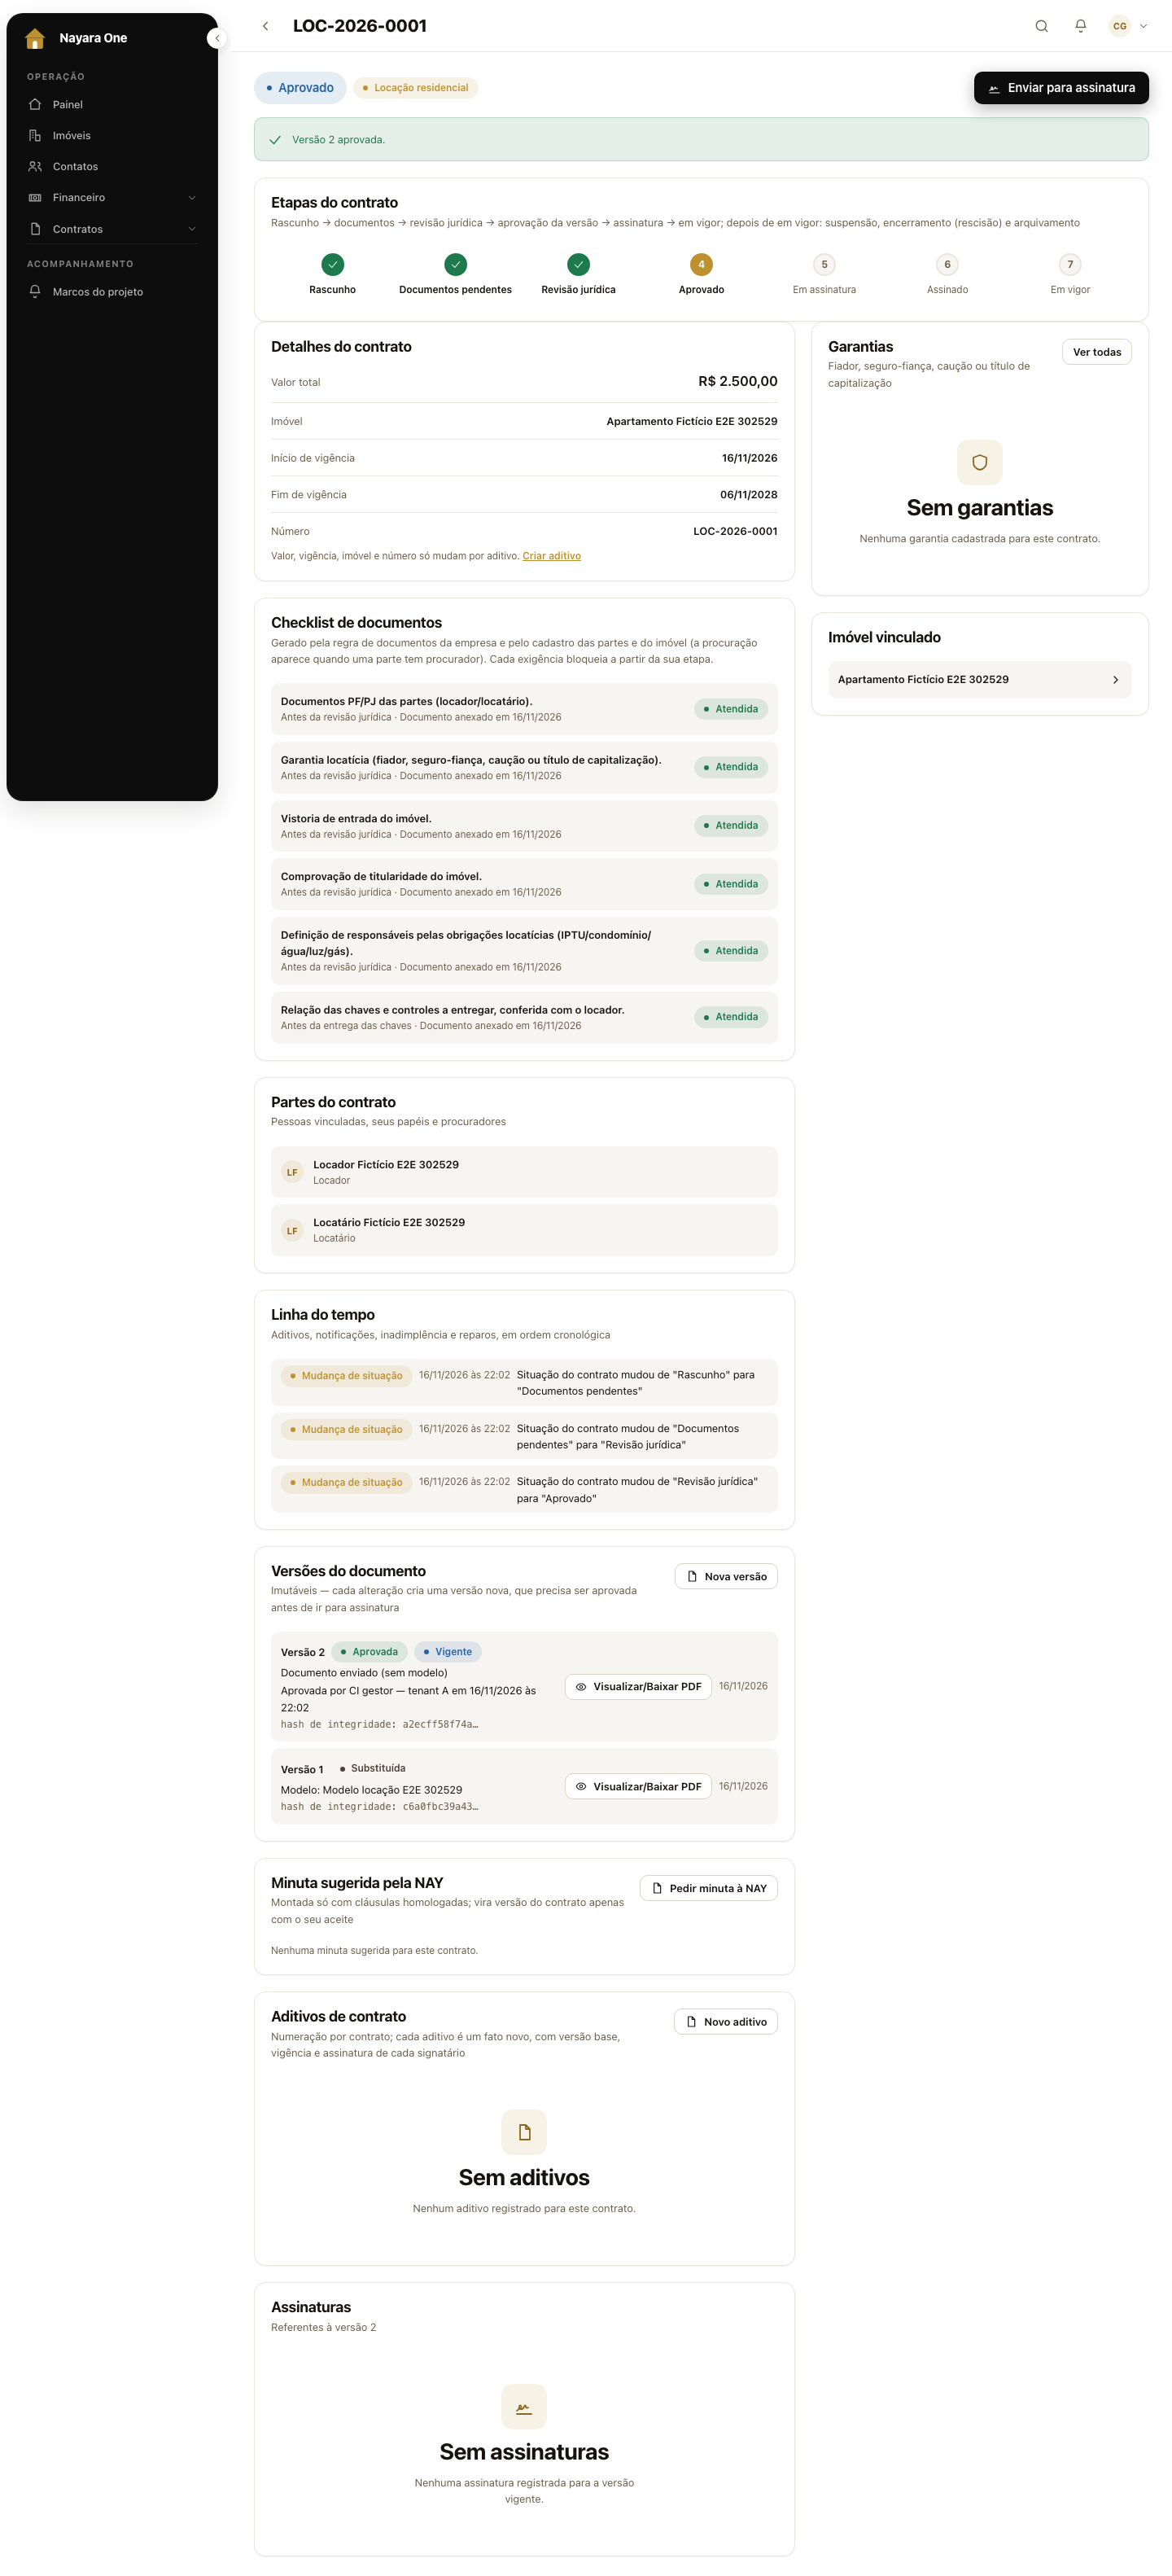 Nayara One
LOC-2026-0001
CG
OPERAÇÃO
Painel
Imóveis
Contatos
Financeiro
Contratos
ACOMPANHAMENTO
Marcos do projeto
Aprovado
Locação residencial
Enviar para assinatura
Versão 2 aprovada.
Etapas do contrato
Rascunho → documentos → revisão jurídica → aprovação da versão → assinatura → em vigor; depois de em vigor: suspensão, encerramento (rescisão) e arquivamento
4
5
6
7
Rascunho
Documentos pendentes
Revisão jurídica
Aprovado
Em assinatura
Assinado
Em vigor
Detalhes do contrato
Valor total
R$ 2.500,00
Imóvel
Apartamento Fictício E2E 302529
Início de vigência
16/11/2026
Fim de vigência
06/11/2028
Número
LOC-2026-0001
Valor, vigência, imóvel e número só mudam por aditivo. Criar aditivo
Garantias
Ver todas
Fiador, seguro-fiança, caução ou título de
capitalização
Sem garantias
Nenhuma garantia cadastrada para este contrato.
Imóvel vinculado
Apartamento Fictício E2E 302529
Checklist de documentos
Gerado pela regra de documentos da empresa e pelo cadastro das partes e do imóvel (a procuração
aparece quando uma parte tem procurador). Cada exigência bloqueia a partir da sua etapa.
Documentos PF/PJ das partes (locador/locatário).
Antes da revisão jurídica · Documento anexado em 16/11/2026
Atendida
Garantia locatícia (fiador, seguro-fiança, caução ou título de capitalização).
Antes da revisão jurídica · Documento anexado em 16/11/2026
Atendida
Vistoria de entrada do imóvel.
Antes da revisão jurídica · Documento anexado em 16/11/2026
Atendida
Comprovação de titularidade do imóvel.
Antes da revisão jurídica · Documento anexado em 16/11/2026
Atendida
Definição de responsáveis pelas obrigações locatícias (IPTU/condomínio/
água/luz/gás).
Antes da revisão jurídica · Documento anexado em 16/11/2026
Atendida
Relação das chaves e controles a entregar, conferida com o locador.
Antes da entrega das chaves · Documento anexado em 16/11/2026
Atendida
Partes do contrato
Pessoas vinculadas, seus papéis e procuradores
LF
Locador Fictício E2E 302529
Locador
LF
Locatário Fictício E2E 302529
Locatário
Linha do tempo
Aditivos, notificações, inadimplência e reparos, em ordem cronológica
Mudança de situação
16/11/2026 às 22:02
Situação do contrato mudou de "Rascunho" para
"Documentos pendentes"
Mudança de situação
16/11/2026 às 22:02
Situação do contrato mudou de "Documentos
pendentes" para "Revisão jurídica"
Mudança de situação
16/11/2026 às 22:02
Situação do contrato mudou de "Revisão jurídica"
para "Aprovado"
Versões do documento
Nova versão
Imutáveis — cada alteração cria uma versão nova, que precisa ser aprovada
antes de ir para assinatura
Versão 2
Aprovada
Vigente
Documento enviado (sem modelo)
Aprovada por CI gestor — tenant A em 16/11/2026 às
22:02
hash de integridade: a2ecff58f74a…
Visualizar/Baixar PDF
16/11/2026
Versão 1
Substituída
Modelo: Modelo locação E2E 302529
hash de integridade: c6a0fbc39a43…
Visualizar/Baixar PDF
16/11/2026
Minuta sugerida pela NAY
Pedir minuta à NAY
Montada só com cláusulas homologadas; vira versão do contrato apenas
com o seu aceite
Nenhuma minuta sugerida para este contrato.
Aditivos de contrato
Novo aditivo
Numeração por contrato; cada aditivo é um fato novo, com versão base,
vigência e assinatura de cada signatário
Sem aditivos
Nenhum aditivo registrado para este contrato.
Assinaturas
Referentes à versão 2
Sem assinaturas
Nenhuma assinatura registrada para a versão
vigente.